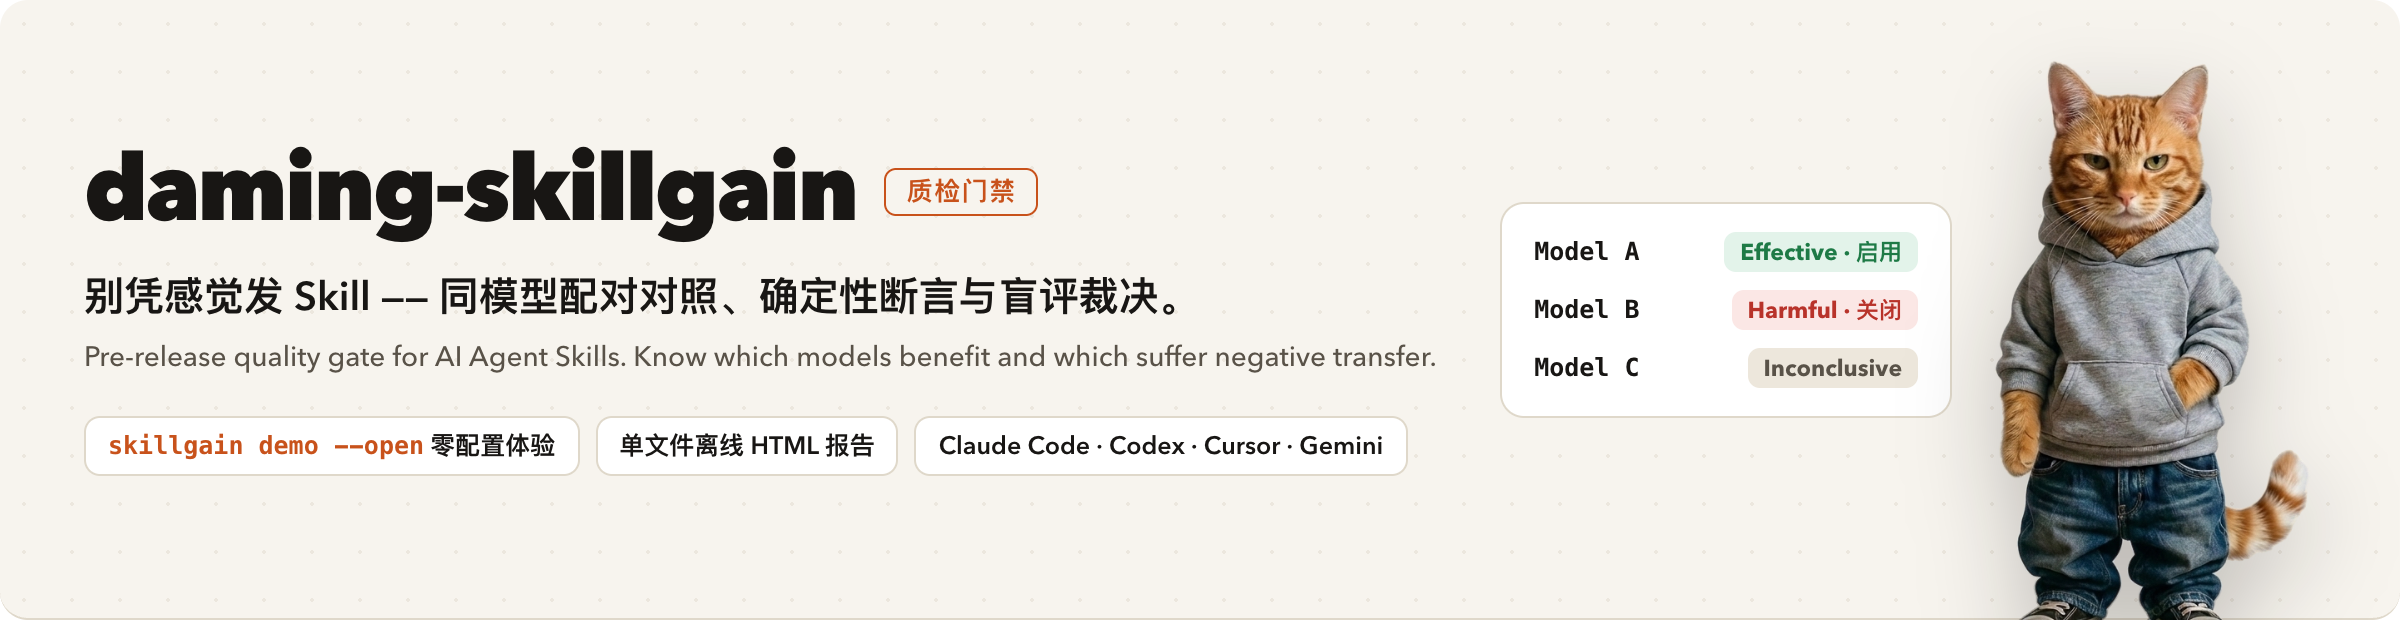 daming-skillgain 质检门禁
别凭感觉发 Skill —— 同模型配对对照、确定性断言与盲评裁决。
Pre-release quality gate for AI Agent Skills. Know which models benefit and which suffer negative transfer.
skillgain demo --open 零配置体验
单文件离线 HTML 报告
Claude Code · Codex · Cursor · Gemini
Model A Effective · 启用
Model B Harmful · 关闭
Model C Inconclusive